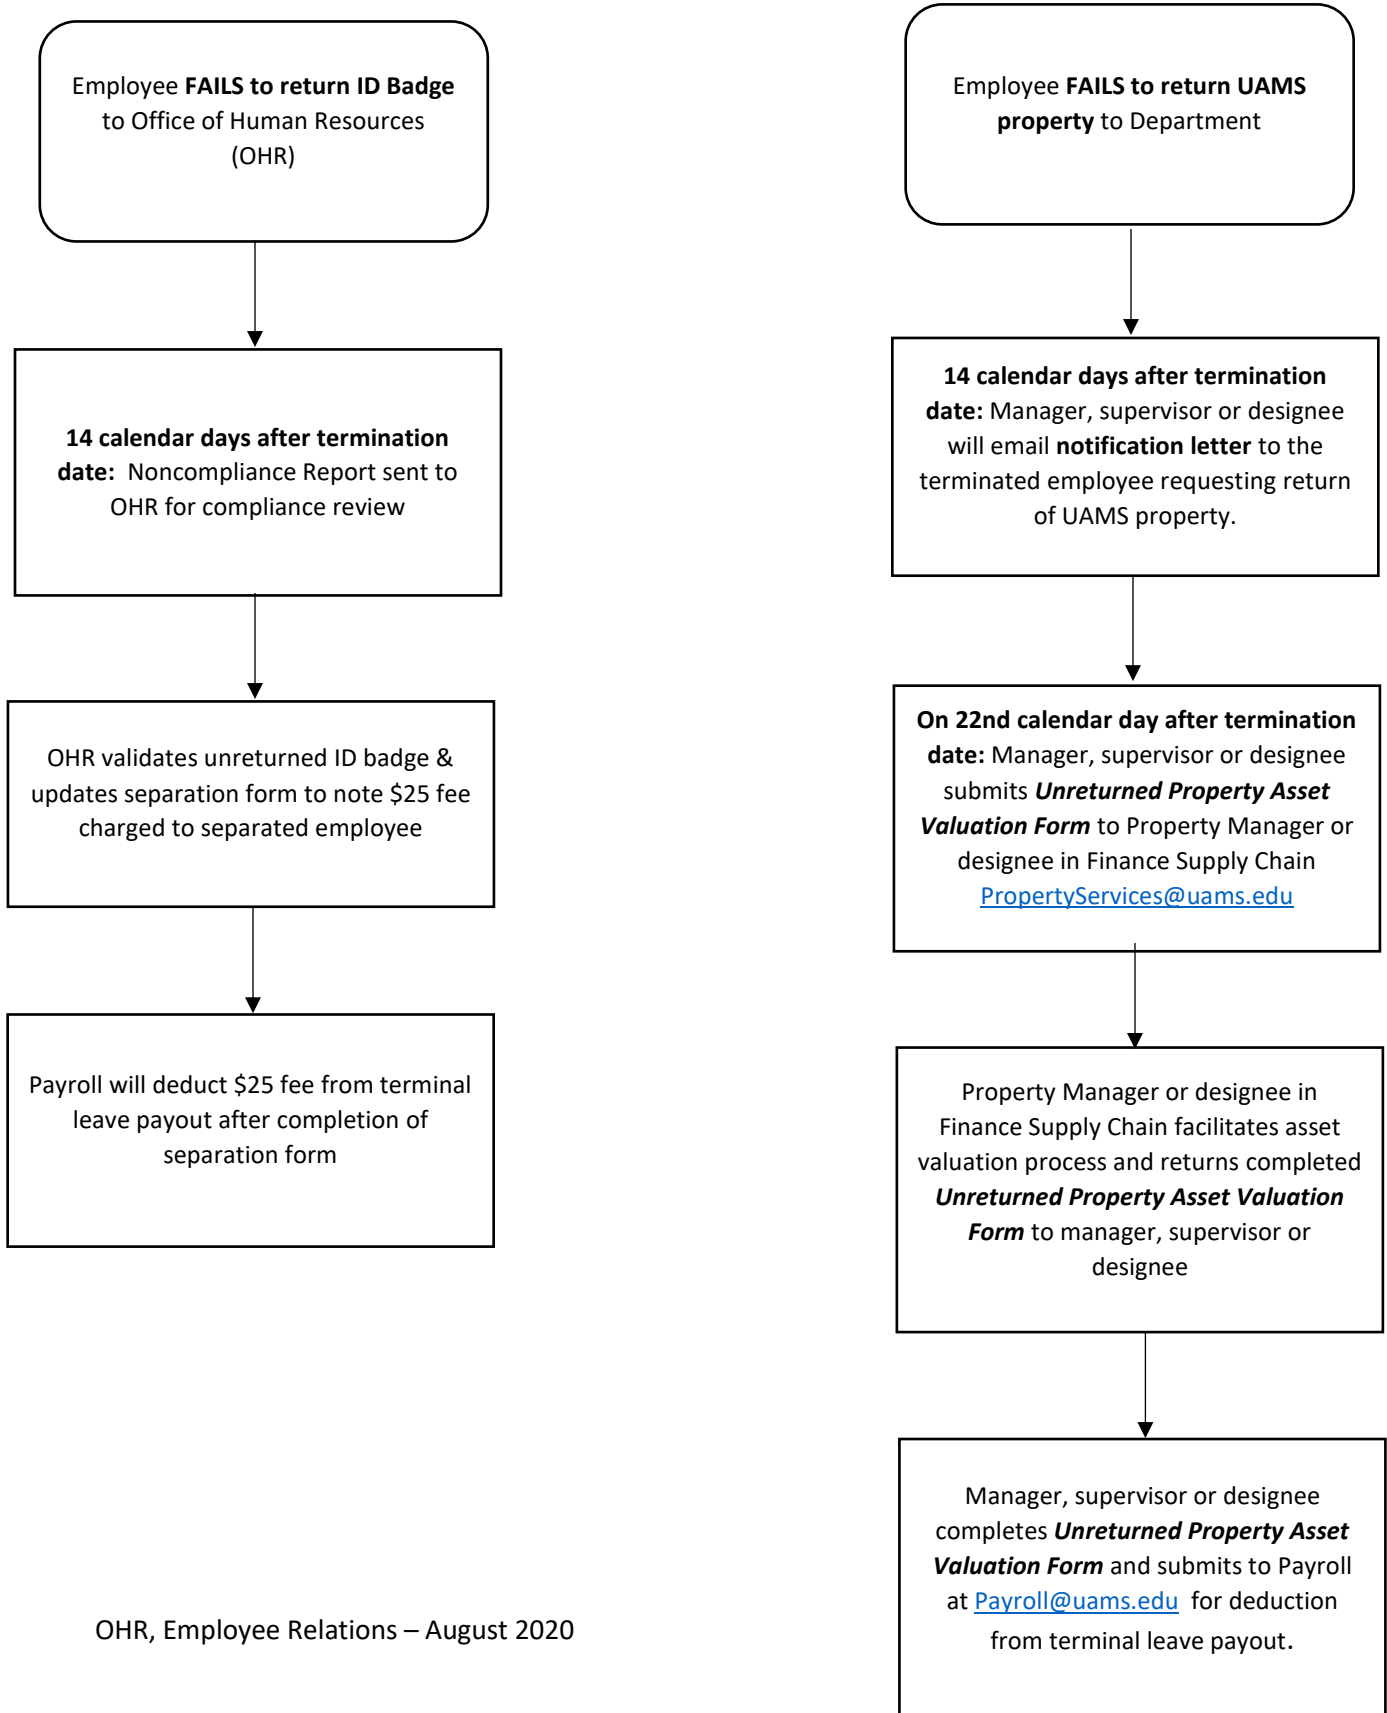 Employee FAILS to return ID Badge
to Office of Human Resources
(OHR)
14 calendar days after termination
date:  Noncompliance Report sent to
OHR for compliance review
OHR validates unreturned ID badge &
updates separation form to note $25 fee
charged to separated employee
Payroll will deduct $25 fee from terminal
leave payout after completion of
separation form
Employee FAILS to return UAMS
property to Department
14 calendar days after termination
date: Manager, supervisor or designee
will email notification letter to the
terminated employee requesting return
of UAMS property.
On 22nd calendar day after termination
date: Manager, supervisor or designee
submits Unreturned Property Asset
Valuation Form to Property Manager or
designee in Finance Supply Chain
PropertyServices@uams.edu
Property Manager or designee in
Finance Supply Chain facilitates asset
valuation process and returns completed
Unreturned Property Asset Valuation
Form to manager, supervisor or
designee
Manager, supervisor or designee
completes Unreturned Property Asset
Valuation Form and submits to Payroll
at Payroll@uams.edu  for deduction
from terminal leave payout.
OHR, Employee Relations – August 2020